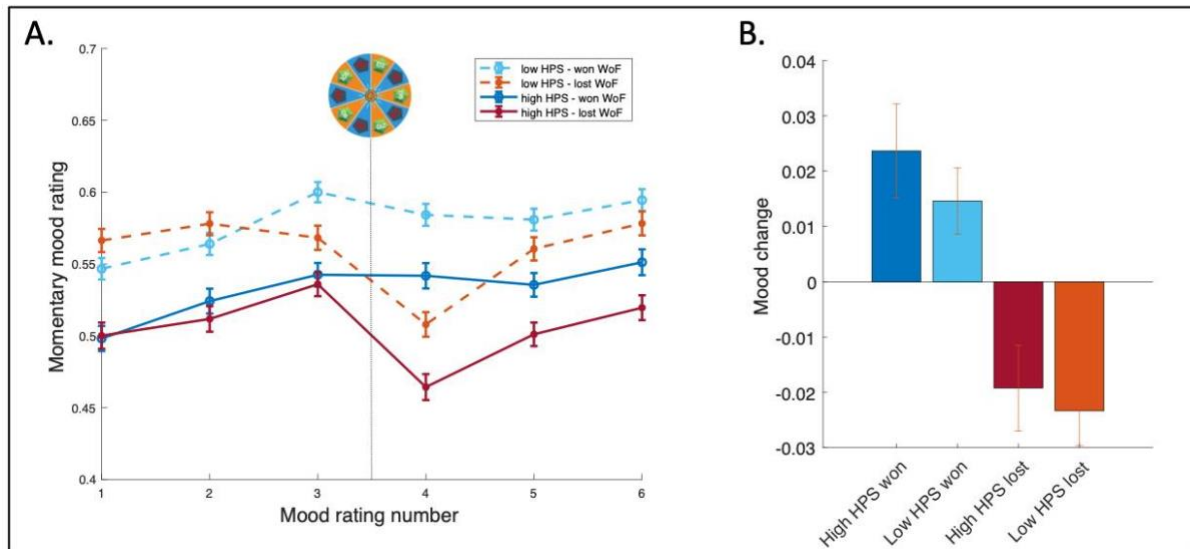 A.
0.7
0.65
0.6
0.55
0.5
0.45
0.4
Momentary mood rating
low HPS - won WoF
low HPS - lost WoF
high HPS - won WoF
high HPS - lost WoF
1 2 3 4 5 6
Mood rating number
B.
0.04
0.03
0.02
0.01
0
-0.01
-0.02
-0.03
Mood change
High HPS won
Low HPS won
High HPS lost
Low HPS lost